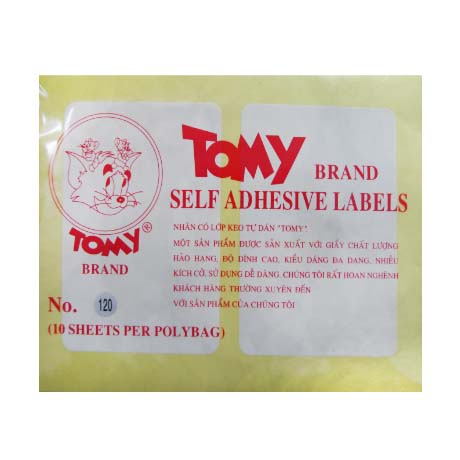 TOMY BRAND
SELF ADHESIVE LABELS
TOMY®
BRAND
NHÃN CÓ LỚP KEO TỰ DÁN "TOMY".
MỘT SẢN PHẨM ĐƯỢC SẢN XUẤT VỚI GIẤY CHẤT LƯỢNG
HẢO HẠNG, ĐỘ DÍNH CAO, KIỂU DÁNG ĐA DẠNG, NHIỀU
KÍCH CỞ. SỬ DỤNG DỄ DÀNG. CHÚNG TÔI RẤT HOAN NGHÊNH
KHÁCH HÀNG THƯỜNG XUYÊN ĐẾN
VỚI SẢN PHẨM CỦA CHÚNG TÔI
No. 120
(10 SHEETS PER POLYBAG)